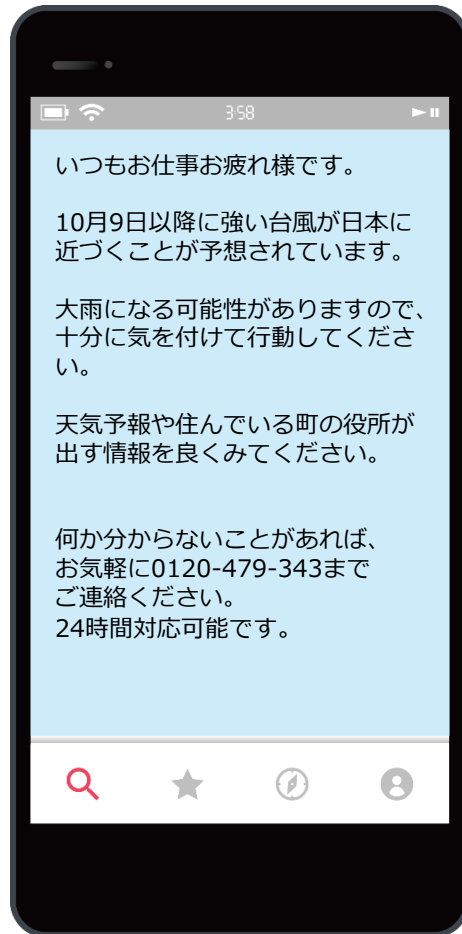 3:58
いつもお仕事お疲れ様です。
10月9日以降に強い台風が日本に
近づくことが予想されています。
大雨になる可能性がありますので、
十分に気を付けて行動してくださ
い。
天気予報や住んでいる町の役所が
出す情報を良くみてください。
何か分からないことがあれば、
お気軽に0120-479-343まで
ご連絡ください。
24時間対応可能です。